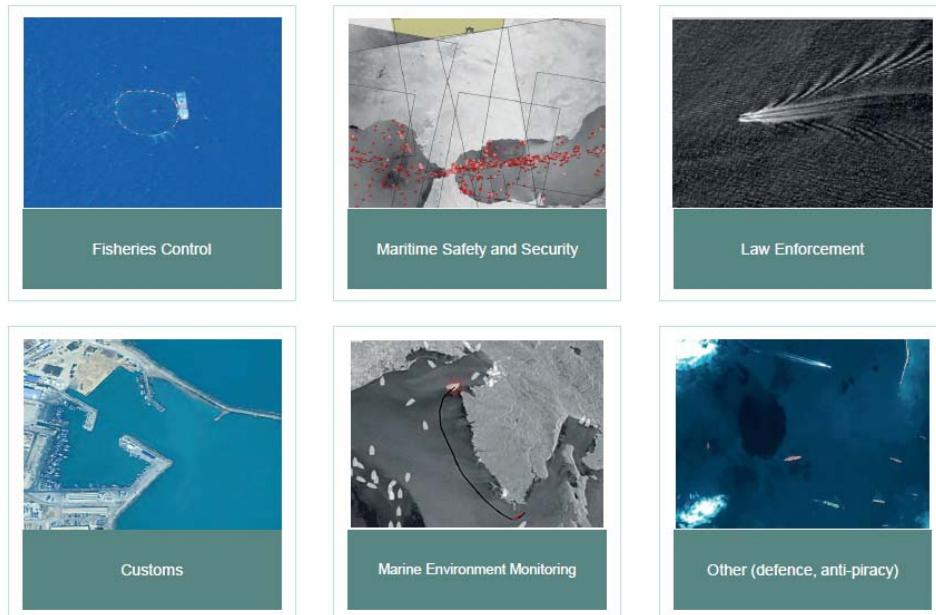 Fisheries Control
Maritime Safety and Security
Law Enforcement
Customs
Marine Environment Monitoring
Other (defence, anti-piracy)